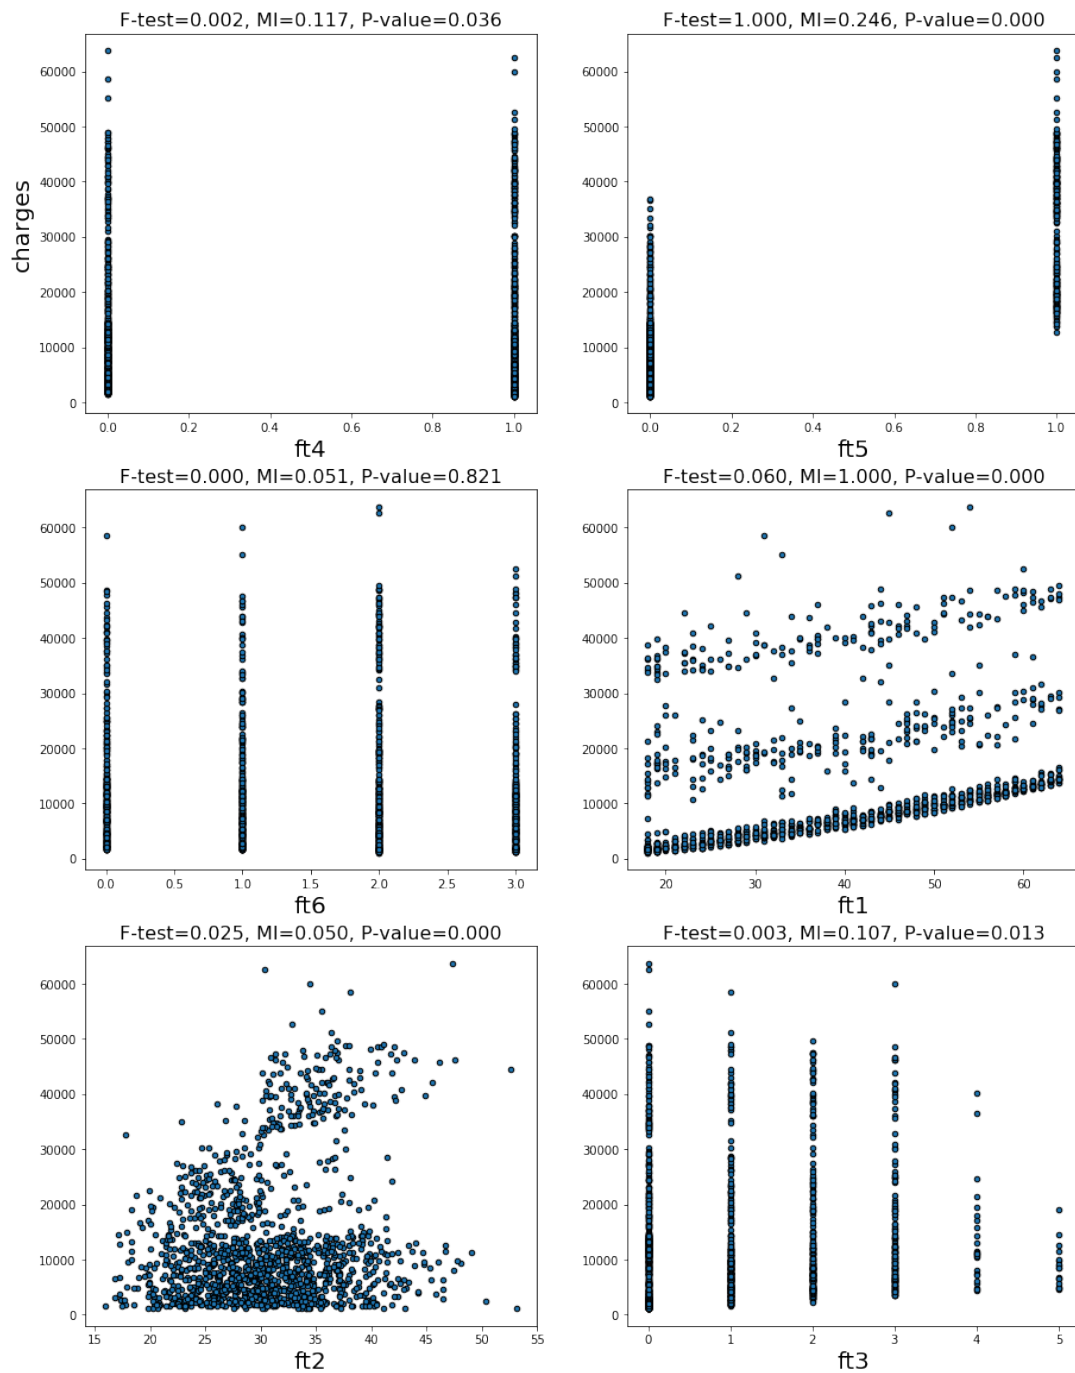 F-test=0.002, MI=0.117, P-value=0.036
60000
50000
40000
30000
20000
10000
0
charges
0.0 0.2 0.4 0.6 0.8 1.0
ft4
F-test=1.000, MI=0.246, P-value=0.000
60000
50000
40000
30000
20000
10000
0
0.0 0.2 0.4 0.6 0.8 1.0
ft5
F-test=0.000, MI=0.051, P-value=0.821
60000
50000
40000
30000
20000
10000
0
0.0 0.5 1.0 1.5 2.0 2.5 3.0
ft6
F-test=0.060, MI=1.000, P-value=0.000
60000
50000
40000
30000
20000
10000
0
20 30 40 50 60
ft1
F-test=0.025, MI=0.050, P-value=0.000
60000
50000
40000
30000
20000
10000
0
15 20 25 30 35 40 45 50 55
ft2
F-test=0.003, MI=0.107, P-value=0.013
60000
50000
40000
30000
20000
10000
0
0 1 2 3 4 5
ft3